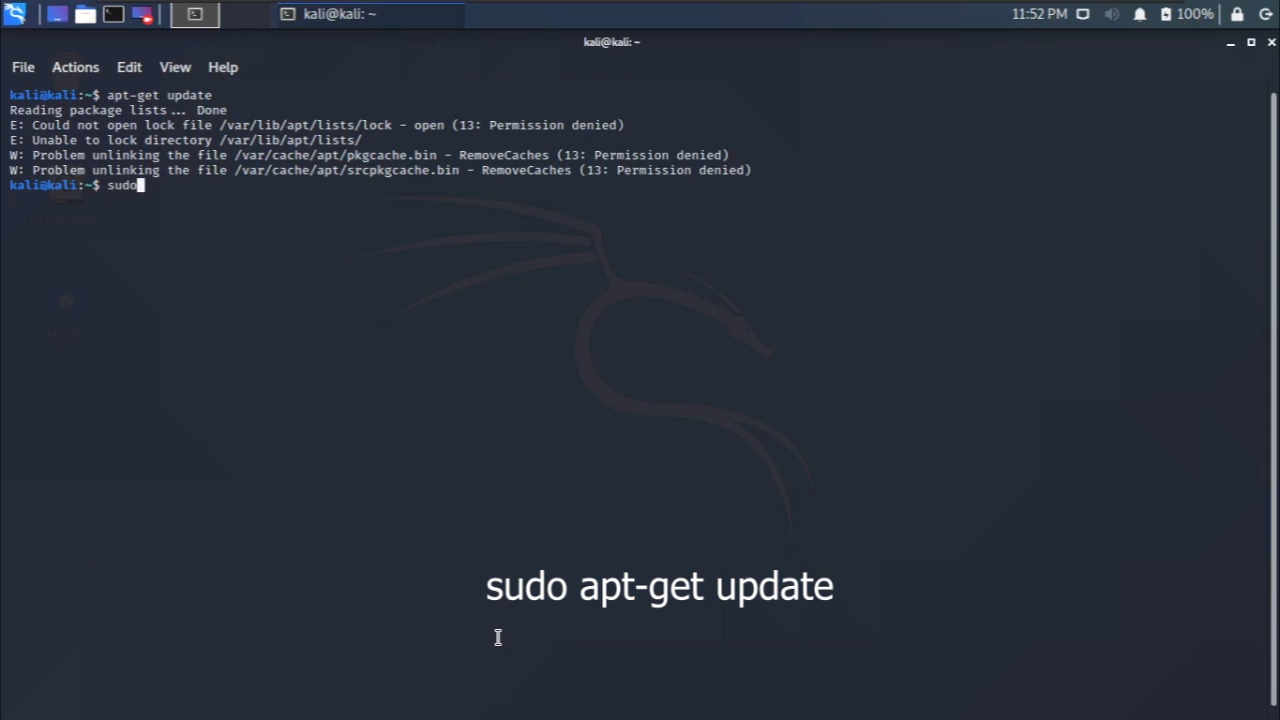 kali@kali: ~
11:52 PM
100%
kali@kali: ~
File Actions Edit View Help
kali@kali:~$ apt-get update
Reading package lists... Done
E: Could not open lock file /var/lib/apt/lists/lock - open (13: Permission denied)
E: Unable to lock directory /var/lib/apt/lists/
W: Problem unlinking the file /var/cache/apt/pkgcache.bin - RemoveCaches (13: Permission denied)
W: Problem unlinking the file /var/cache/apt/srcpkgcache.bin - RemoveCaches (13: Permission denied)
kali@kali:~$ sudo
sudo apt-get update